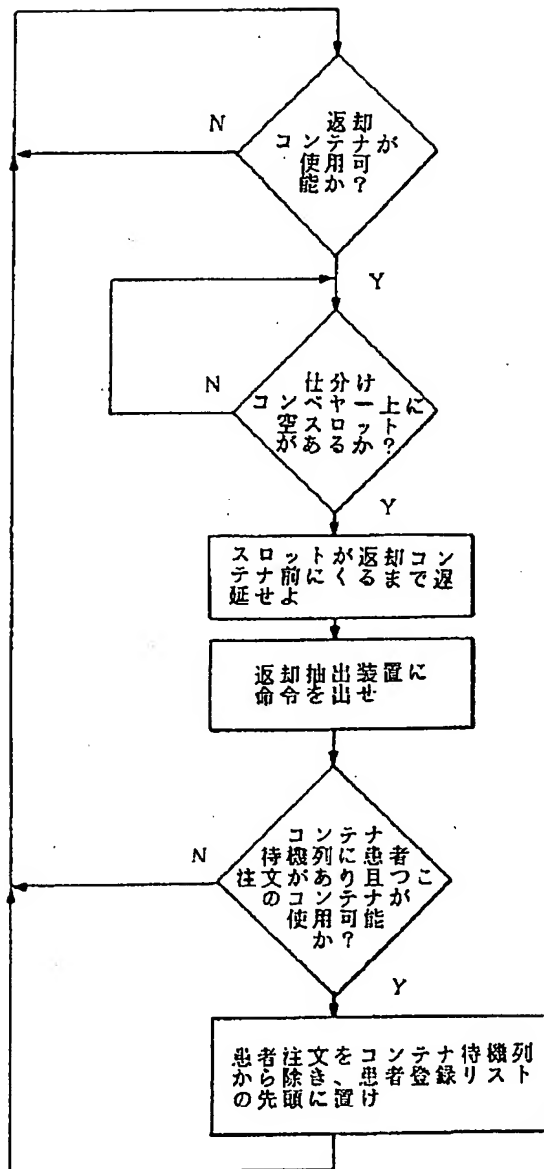 返却
コンテナが
使用可
能か?
N
Y
仕分け
コンベヤー上に
空スロット
があるか?
N
Y
スロットが返却コン
テナ前にくるまで遅
延せよ
返却抽出装置に
命令を出せ
コンテナ
待機列に患者
注文があり且つこ
のコンテナが
使用可能か?
N
Y
患者注文を、コンテナ待機列
から除き、患者登録リスト
の先頭に置け